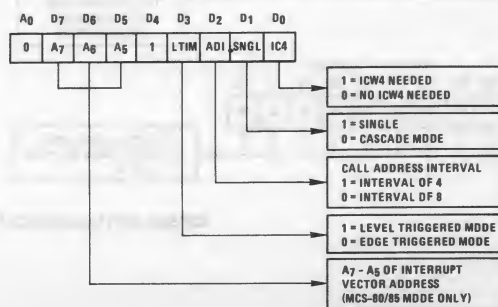 A0 D7 D6 D5 D4 D3 D2 D1 D0
0 A7 A6 A5 1 LTIM ADI SNGL IC4
1 = ICW4 NEEDED
0 = NO ICW4 NEEDED
1 = SINGLE
0 = CASCADE MODE
CALL ADDRESS INTERVAL
1 = INTERVAL OF 4
0 = INTERVAL OF 8
1 = LEVEL TRIGGERED MODE
0 = EDGE TRIGGERED MODE
A7 - A5 OF INTERRUPT
VECTOR ADDRESS
(MCS-80/85 MODE ONLY)